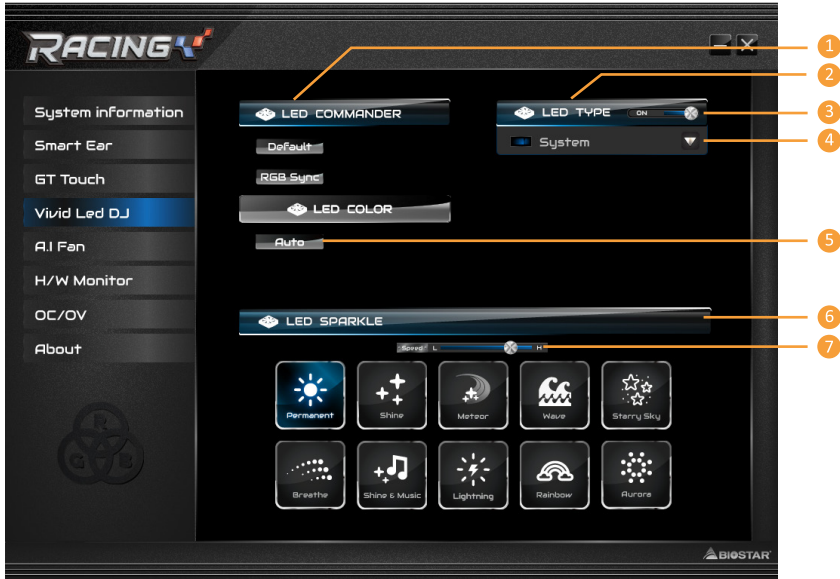 RACING
1
2
LED COMMANDER
LED TYPE ON
3
System information
System
4
Smart Ear
Default
GT Touch
RGB Sync
Vivid Led DJ
LED COLOR
A.I Fan
Auto
5
H/W Monitor
OC/OV
LED SPARKLE
6
About
Speed L H
7
Permanent Shine Meteor Wave Starry Sky
R
G B
Breathe Shine & Music Lightning Rainbow Aurora
BIOSTAR